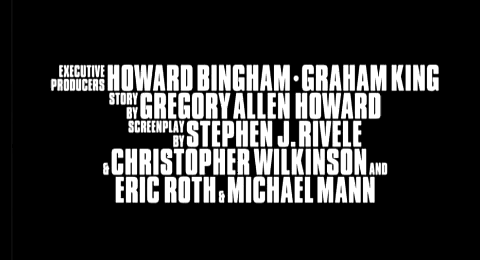 EXECUTIVE PRODUCERS HOWARD BINGHAM · GRAHAM KING
STORY BY GREGORY ALLEN HOWARD
SCREENPLAY BY STEPHEN J. RIVELE
& CHRISTOPHER WILKINSON AND
ERIC ROTH & MICHAEL MANN